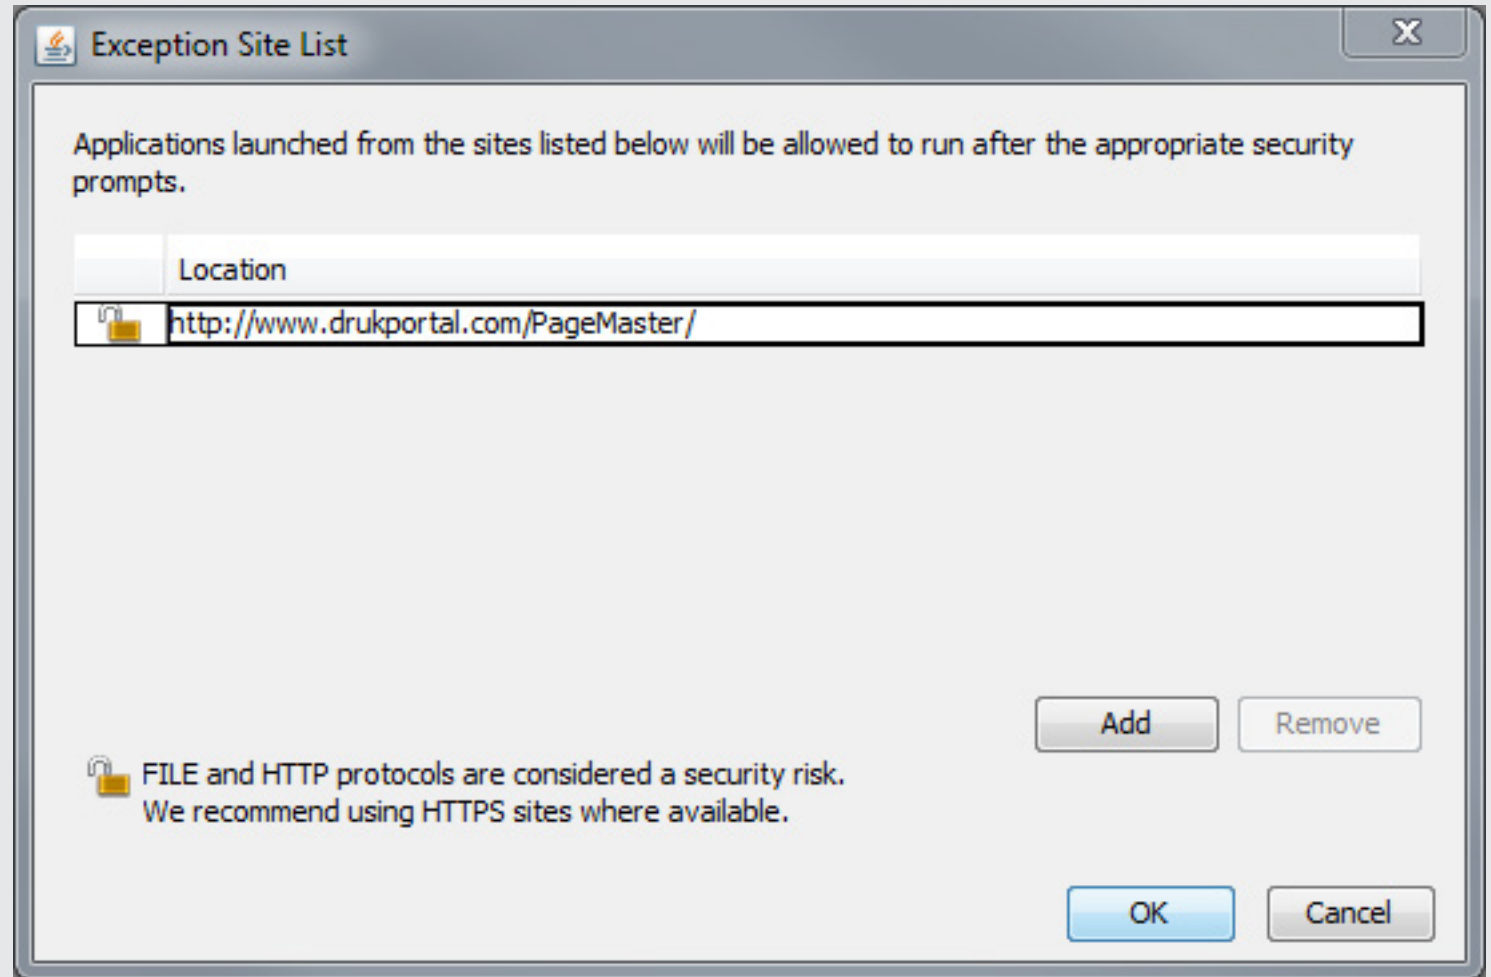 Exception Site List
Applications launched from the sites listed below will be allowed to run after the appropriate security
prompts.
Location
http://www.drukportal.com/PageMaster/
Add
Remove
FILE and HTTP protocols are considered a security risk.
We recommend using HTTPS sites where available.
OK
Cancel